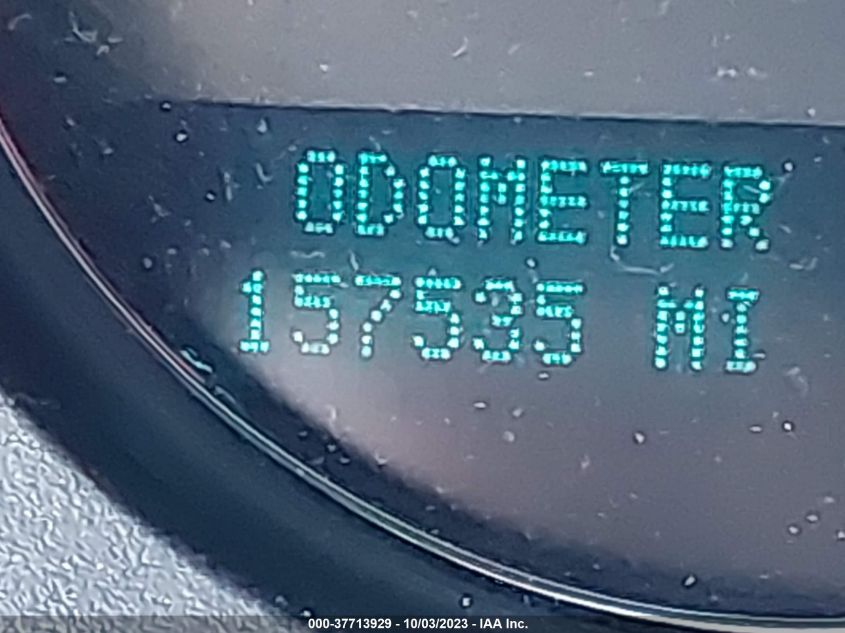 ODOMETER
157535 MI
000-37713929 - 10/03/2023 - IAA Inc.